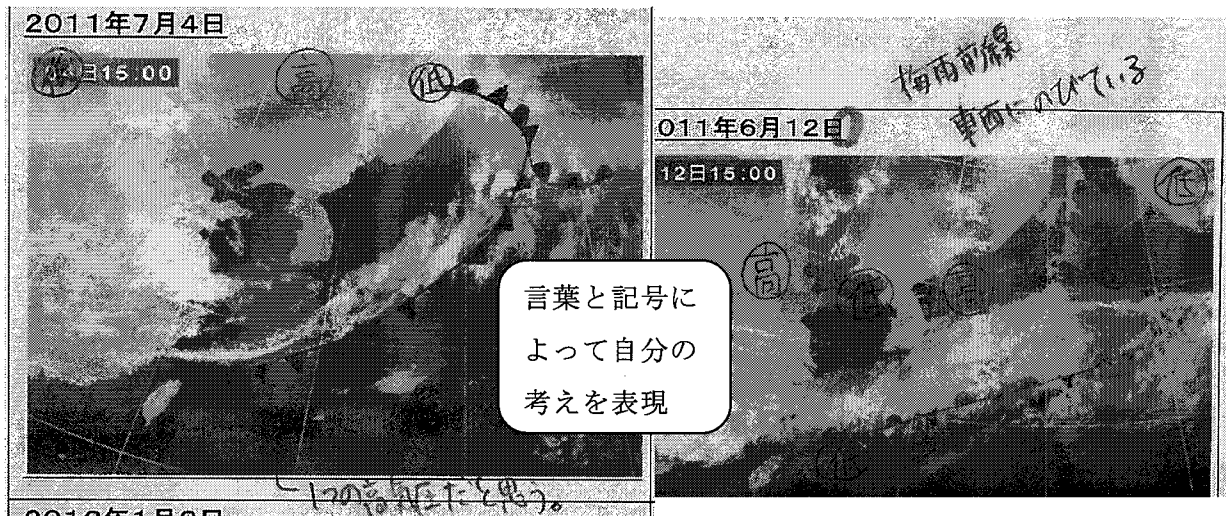 2011年7月4日
日15:00
高
低
梅雨前線
東西にのびている
011年6月12日
12日15:00
低
高
低
高
低
言葉と記号に
よって自分の
考えを表現
1つの高気圧だと思う。